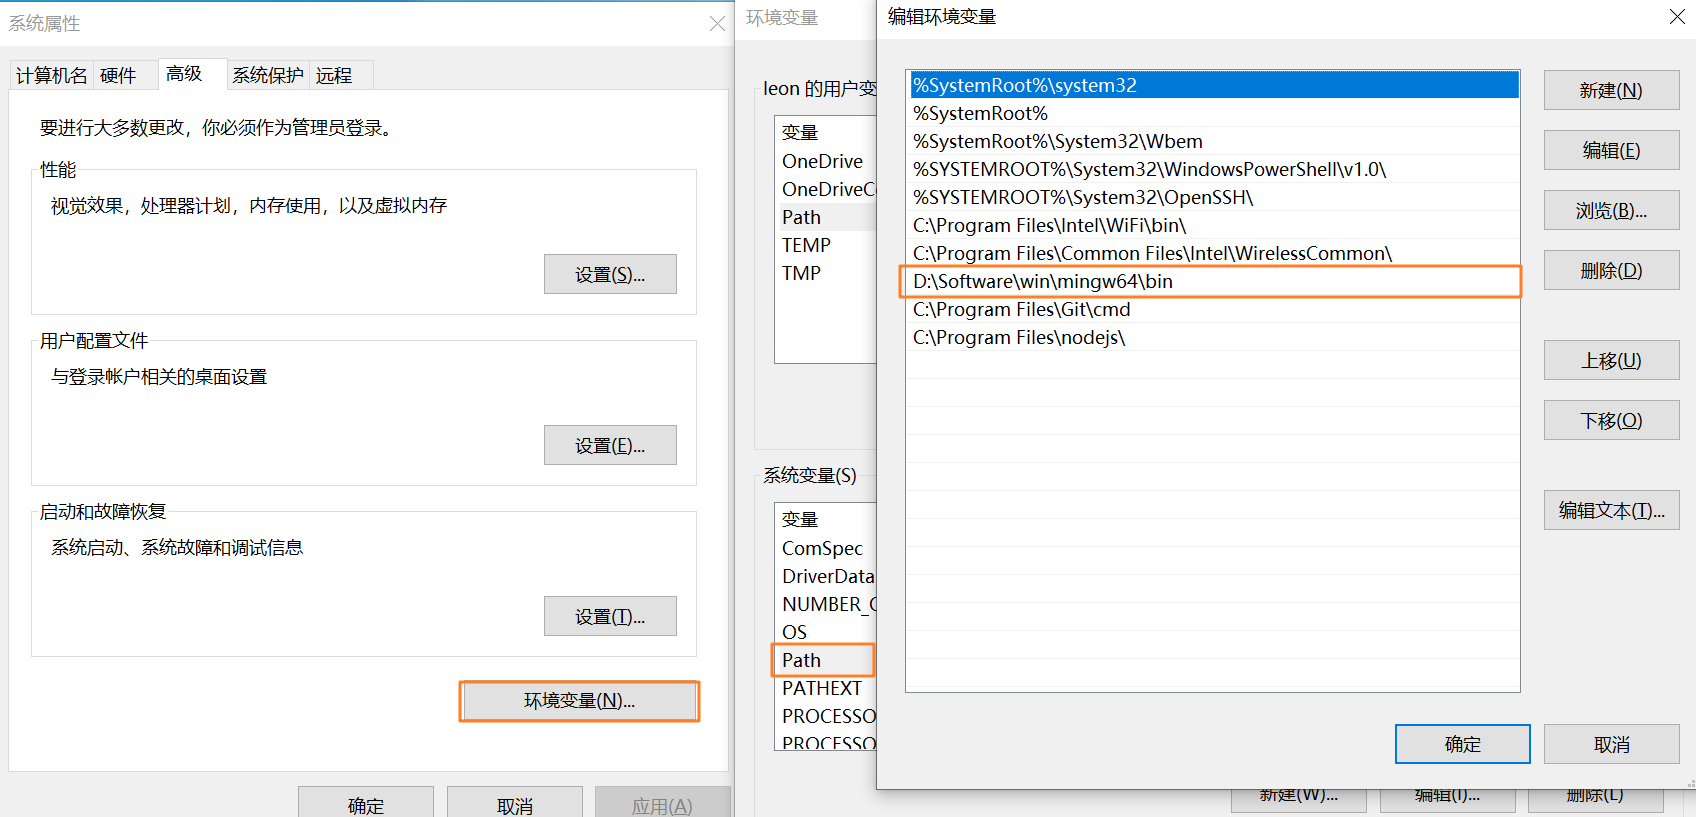 系统属性
计算机名
硬件
高级
系统保护
远程
要进行大多数更改，你必须作为管理员登录。
性能
视觉效果，处理器计划，内存使用，以及虚拟内存
设置(S)...
用户配置文件
与登录帐户相关的桌面设置
设置(E)...
启动和故障恢复
系统启动、系统故障和调试信息
设置(T)...
环境变量(N)...
确定
取消
应用(A)
环境变量
leon 的用户变
变量
OneDrive
OneDriveCo
Path
TEMP
TMP
系统变量(S)
变量
ComSpec
DriverData
NUMBER_O
OS
Path
PATHEXT
PROCESSO
PROCESSO
新建(W)...
编辑(I)...
删除(L)
编辑环境变量
%SystemRoot%\system32
%SystemRoot%
%SystemRoot%\System32\Wbem
%SYSTEMROOT%\System32\WindowsPowerShell\v1.0\
%SYSTEMROOT%\System32\OpenSSH\
C:\Program Files\Intel\WiFi\bin\
C:\Program Files\Common Files\Intel\WirelessCommon\
D:\Software\win\mingw64\bin
C:\Program Files\Git\cmd
C:\Program Files\nodejs\
新建(N)
编辑(E)
浏览(B)...
删除(D)
上移(U)
下移(O)
编辑文本(T)...
确定
取消